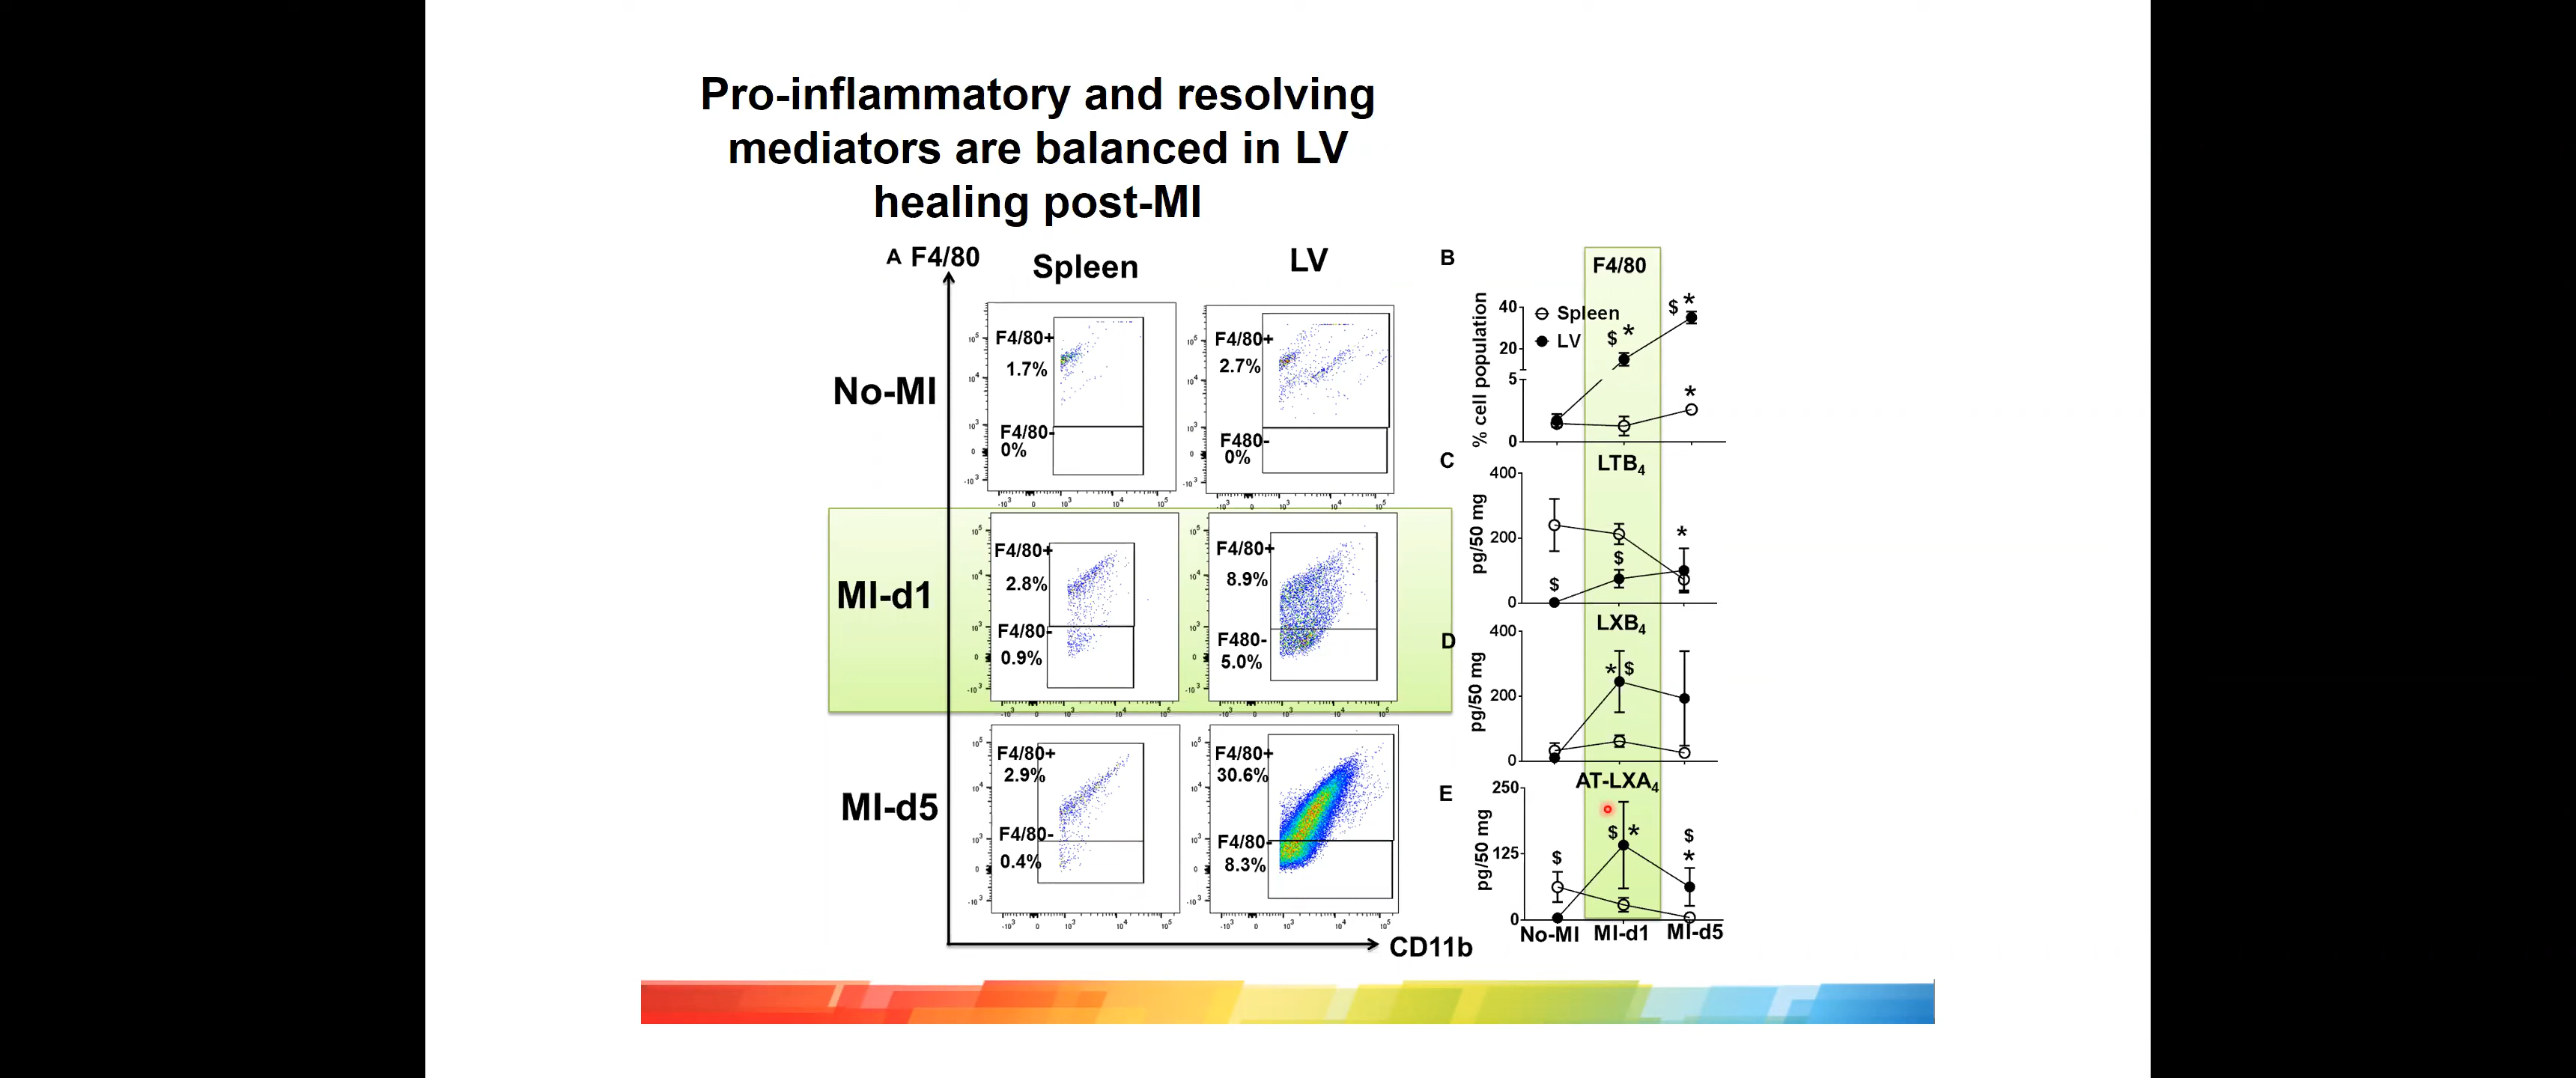 Pro-inflammatory and resolving
mediators are balanced in LV
healing post-MI
A F4/80
Spleen
LV
No-MI
F4/80+
1.7%
F4/80-
0%
F4/80+
2.7%
F480-
0%
MI-d1
F4/80+
2.8%
F4/80-
0.9%
F4/80+
8.9%
F480-
5.0%
MI-d5
F4/80+
2.9%
F4/80-
0.4%
F4/80+
30.6%
F4/80-
8.3%
CD11b
B
F4/80
% cell population
40
20
5
0
Spleen
LV
$ *
$ *
*
C
LTB4
pg/50 mg
400
200
0
$
$
*
D
LXB4
pg/50 mg
400
200
0
* $
E
AT-LXA4
pg/50 mg
250
125
0
$
$ *
$
*
No-MI MI-d1 MI-d5